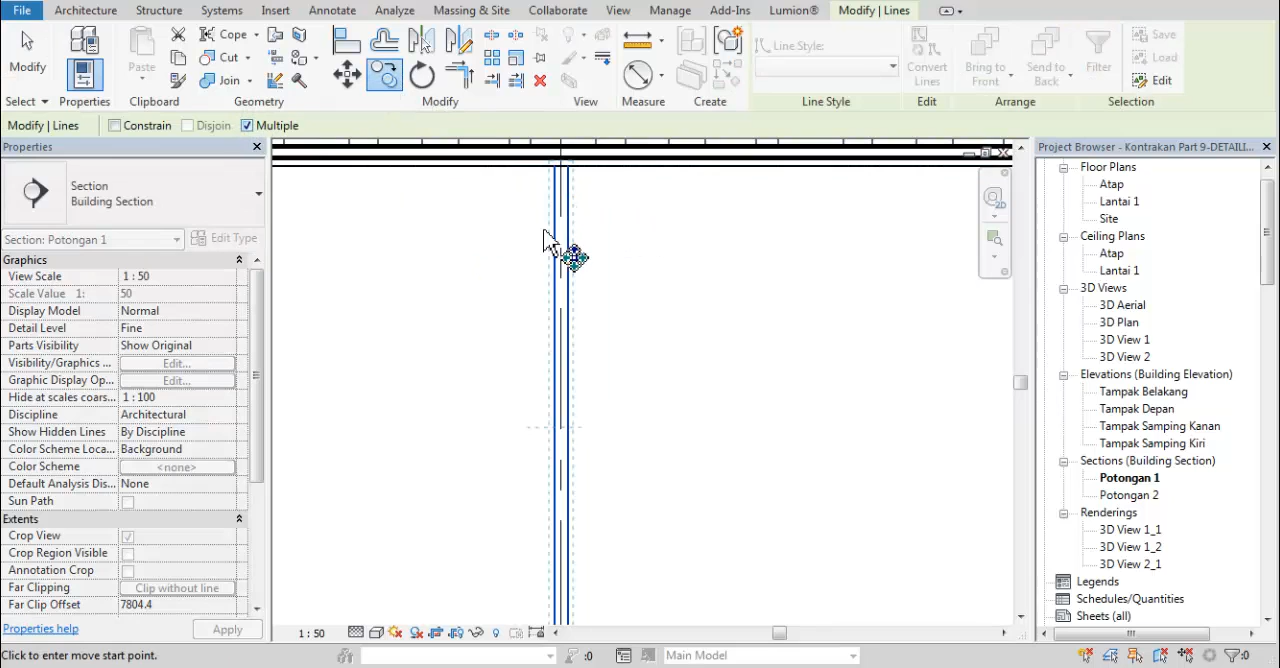 File Architecture Structure Systems Insert Annotate Analyze Massing & Site Collaborate View Manage Add-Ins Lumion® Modify | Lines
Modify
Select
Properties
Paste
Clipboard
Cope
Cut
Join
Geometry
Modify
View
Measure
Create
Line Style:
Line Style
Convert
Lines
Edit
Bring to
Front
Send to
Back
Arrange
Filter
Save
Load
Edit
Selection
Modify | Lines Constrain Disjoin Multiple
Properties
Section
Building Section
Section: Potongan 1 Edit Type
Graphics
View Scale 1 : 50
Scale Value 1: 50
Display Model Normal
Detail Level Fine
Parts Visibility Show Original
Visibility/Graphics ... Edit...
Graphic Display Op... Edit...
Hide at scales coars... 1 : 100
Discipline Architectural
Show Hidden Lines By Discipline
Color Scheme Loca... Background
Color Scheme <none>
Default Analysis Dis... None
Sun Path
Extents
Crop View
Crop Region Visible
Annotation Crop
Far Clipping Clip without line
Far Clip Offset 7804.4
Properties help Apply
2D
1 : 50
Project Browser - Kontrakan Part 9-DETAILI...
Floor Plans
Atap
Lantai 1
Site
Ceiling Plans
Atap
Lantai 1
3D Views
3D Aerial
3D Plan
3D View 1
3D View 2
Elevations (Building Elevation)
Tampak Belakang
Tampak Depan
Tampak Samping Kanan
Tampak Samping Kiri
Sections (Building Section)
Potongan 1
Potongan 2
Renderings
3D View 1_1
3D View 1_2
3D View 2_1
Legends
Schedules/Quantities
Sheets (all)
Click to enter move start point. :0 Main Model :0